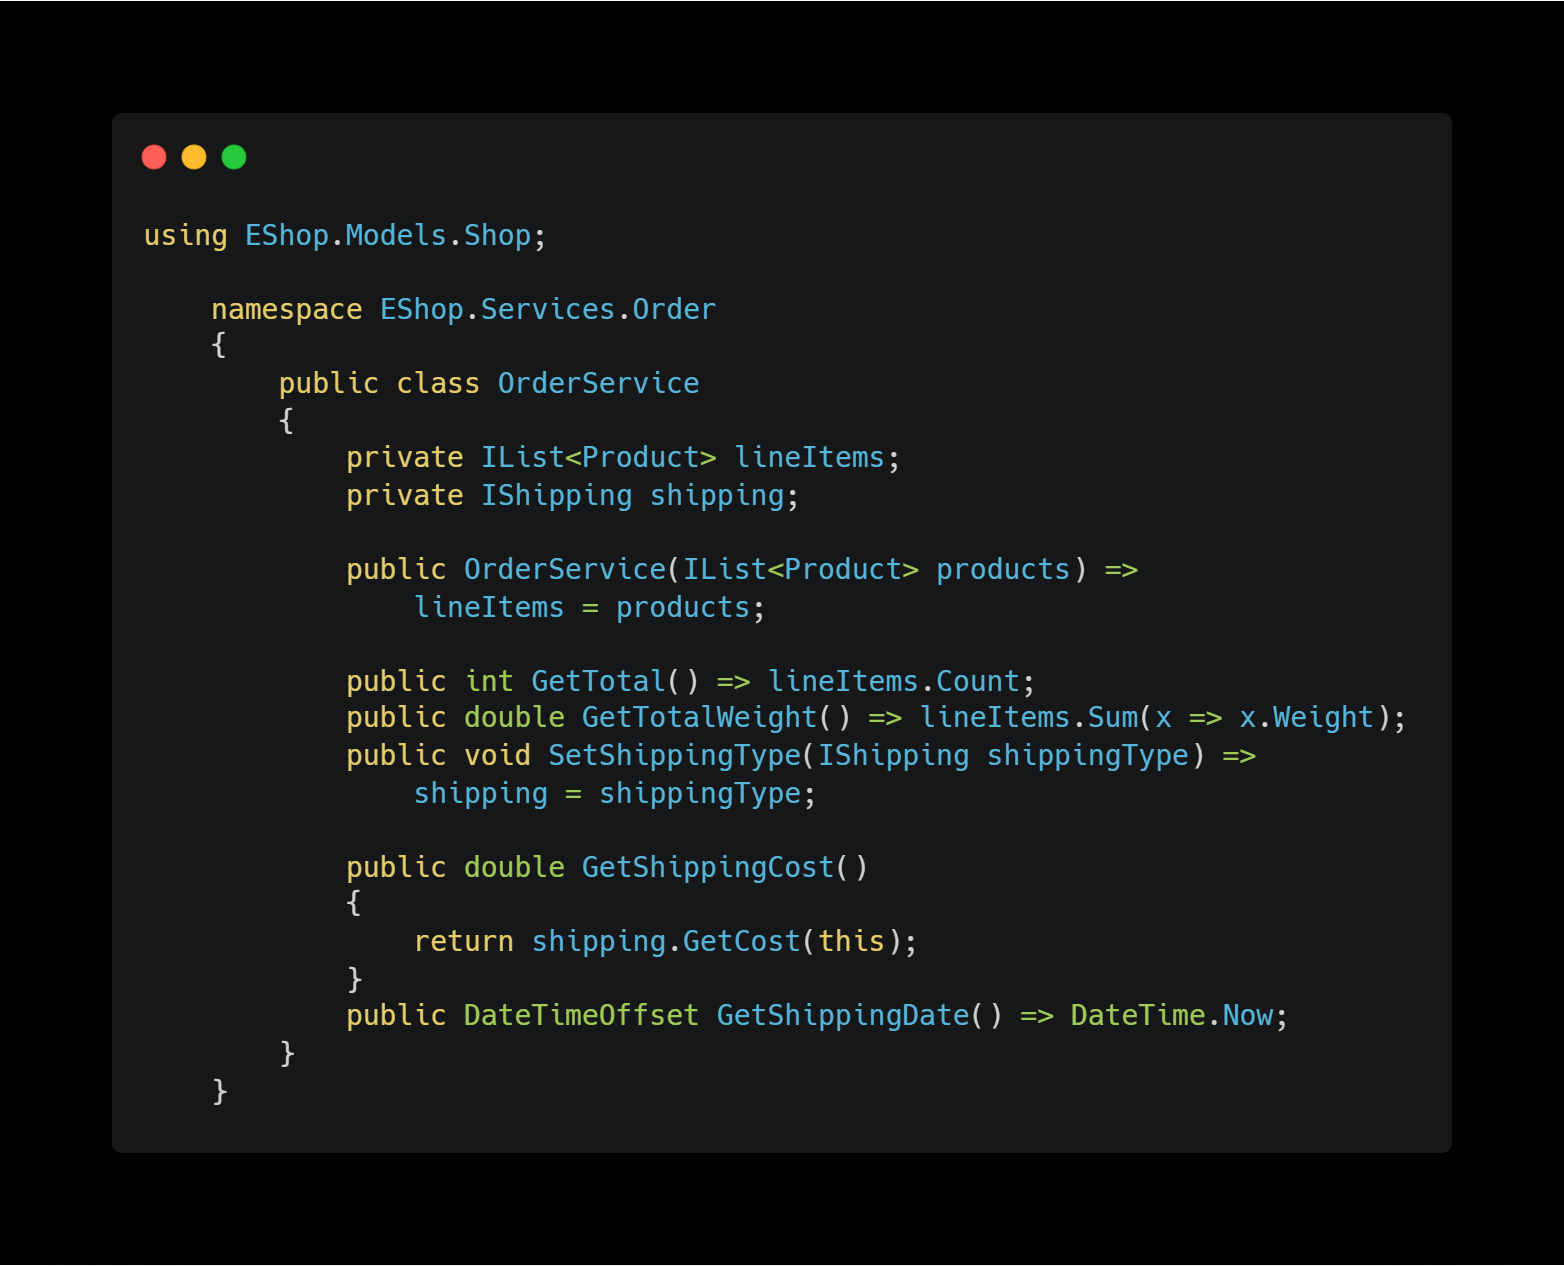 using EShop.Models.Shop;
namespace EShop.Services.Order
{
public class OrderService
{
private IList<Product> lineItems;
private IShipping shipping;
public OrderService(IList<Product> products) =>
lineItems = products;
public int GetTotal() => lineItems.Count;
public double GetTotalWeight() => lineItems.Sum(x => x.Weight);
public void SetShippingType(IShipping shippingType) =>
shipping = shippingType;
public double GetShippingCost()
{
return shipping.GetCost(this);
}
public DateTimeOffset GetShippingDate() => DateTime.Now;
}
}